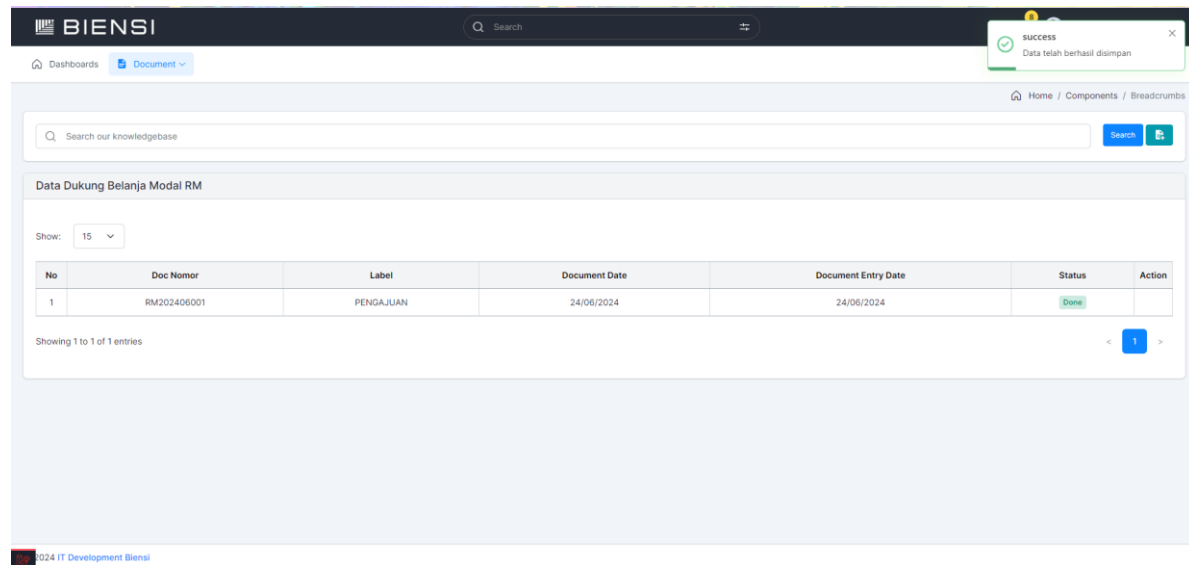 BIENSI
Search
8
success
Data telah berhasil disimpan
Dashboards
Document
Home / Components / Breadcrumbs
Search our knowledgebase
Search
Data Dukung Belanja Modal RM
Show: 15
No Doc Nomor Label Document Date Document Entry Date Status Action
1 RM202406001 PENGAJUAN 24/06/2024 24/06/2024 Done
Showing 1 to 1 of 1 entries
< 1 >
2024 IT Development Biensi